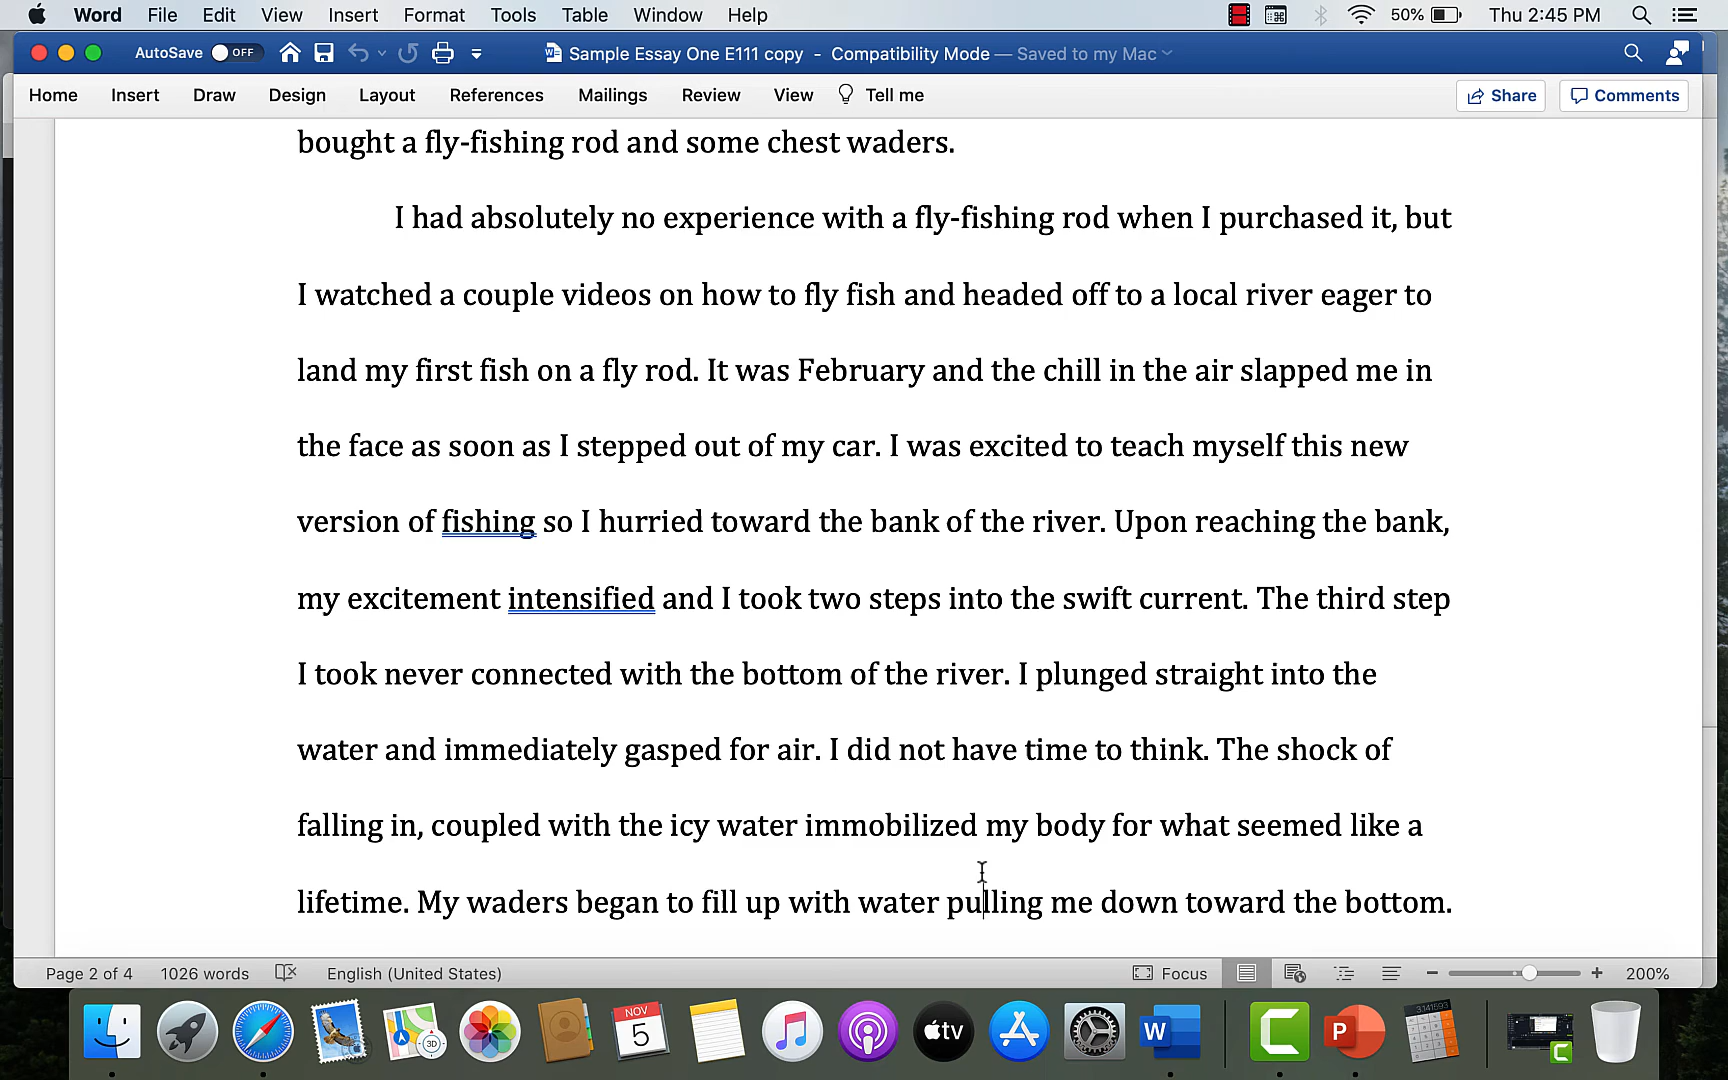 Word File Edit View Insert Format Tools Table Window Help 50% Thu 2:45 PM
AutoSave OFF Sample Essay One E111 copy - Compatibility Mode — Saved to my Mac
Home Insert Draw Design Layout References Mailings Review View Tell me Share Comments
bought a fly-fishing rod and some chest waders.
I had absolutely no experience with a fly-fishing rod when I purchased it, but
I watched a couple videos on how to fly fish and headed off to a local river eager to
land my first fish on a fly rod. It was February and the chill in the air slapped me in
the face as soon as I stepped out of my car. I was excited to teach myself this new
version of fishing so I hurried toward the bank of the river. Upon reaching the bank,
my excitement intensified and I took two steps into the swift current. The third step
I took never connected with the bottom of the river. I plunged straight into the
water and immediately gasped for air. I did not have time to think. The shock of
falling in, coupled with the icy water immobilized my body for what seemed like a
lifetime. My waders began to fill up with water pulling me down toward the bottom.
Page 2 of 4 1026 words English (United States) Focus 200%
3D NOV 5 tv W C P 3141593 C